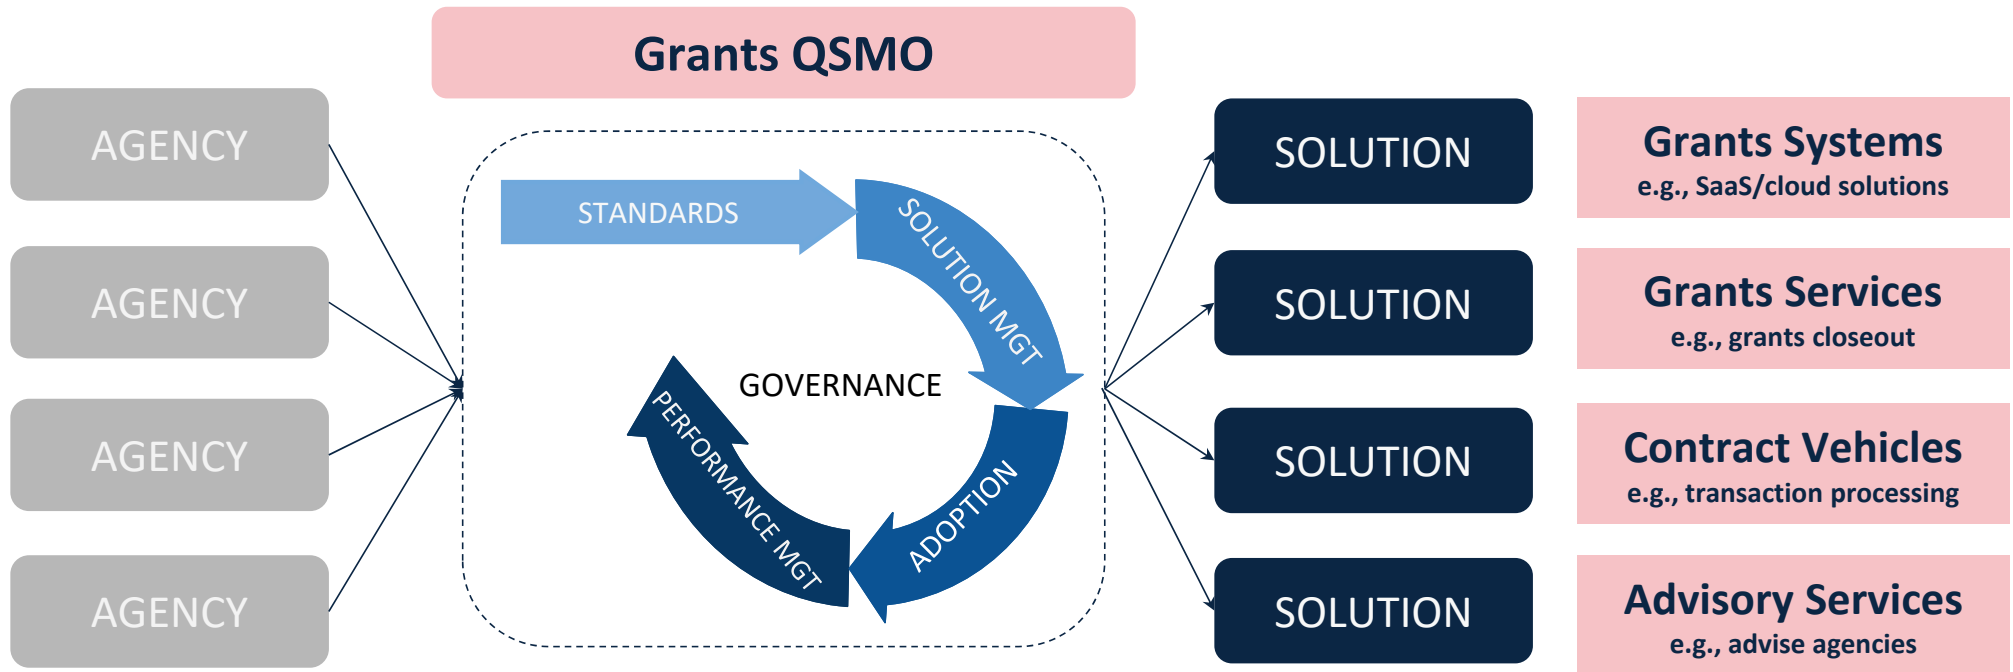 Grants QSMO
AGENCY
AGENCY
AGENCY
AGENCY
STANDARDS
SOLUTION MGT
GOVERNANCE
ADOPTION
PERFORMANCE MGT
SOLUTION
Grants Systems
e.g., SaaS/cloud solutions
SOLUTION
Grants Services
e.g., grants closeout
SOLUTION
Contract Vehicles
e.g., transaction processing
SOLUTION
Advisory Services
e.g., advise agencies